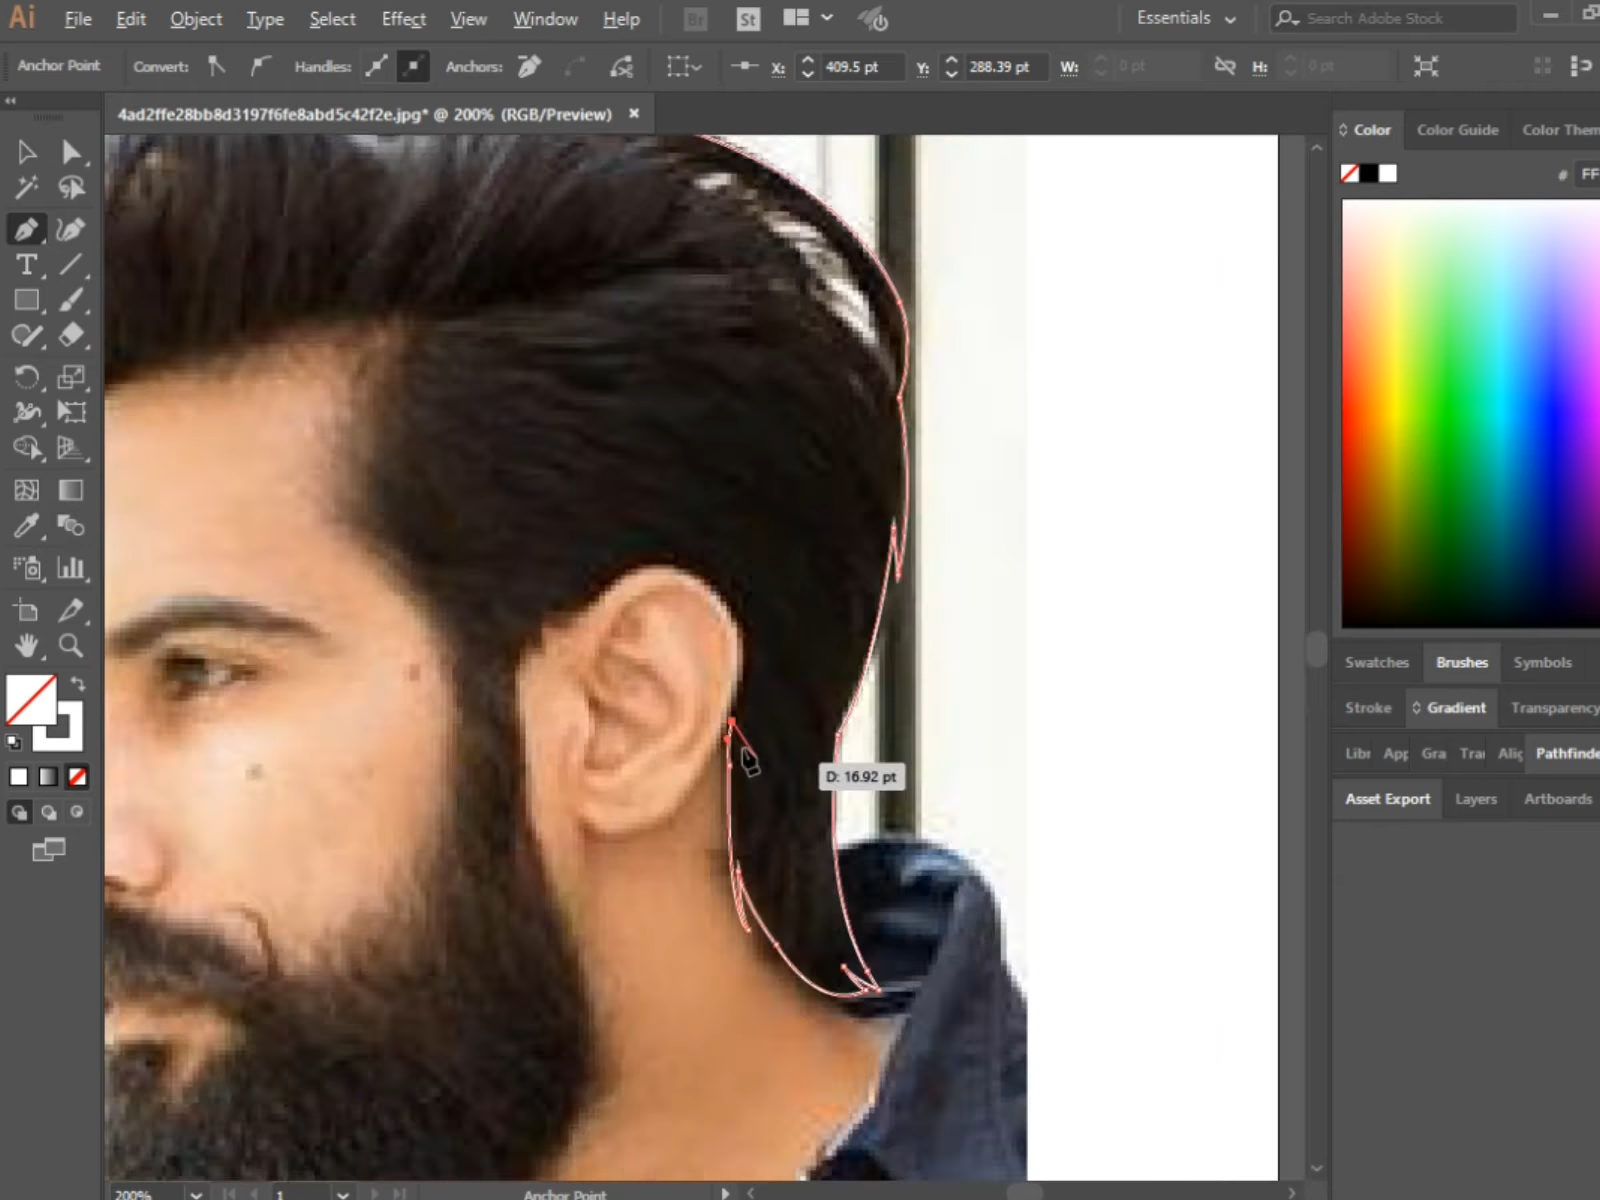 Ai File Edit Object Type Select Effect View Window Help Br St Essentials Search Adobe Stock
Anchor Point Convert: Handles: Anchors: X: 409.5 pt Y: 288.39 pt W: 0 pt H: 0 pt
4ad2ffe28bb8d3197f6fe8abd5c42f2e.jpg* @ 200% (RGB/Preview) ×
Color Color Guide Color Them
# FF
Swatches Brushes Symbols
Stroke Gradient Transparency
Libr App Gra Tra Alig Pathfinde
D: 16.92 pt
Asset Export Layers Artboards
200% 1 Anchor Point